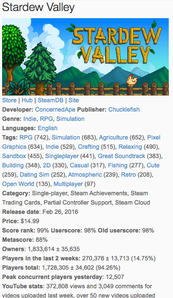 Stardew Valley
STARDEW
VALLEY
Store | Hub | SteamDB | Site
Developer: ConcernedApe Publisher: Chucklefish
Genre: Indie, RPG, Simulation
Languages: English
Tags: RPG (742), Simulation (683), Agriculture (652), Pixel
Graphics (634), Indie (529), Crafting (515), Relaxing (490),
Sandbox (455), Singleplayer (441), Great Soundtrack (383),
Building (348), 2D (330), Casual (317), Fishing (277), Cute
(259), Dating Sim (252), Atmospheric (239), Retro (208),
Open World (135), Multiplayer (97)
Category: Single-player, Steam Achievements, Steam
Trading Cards, Partial Controller Support, Steam Cloud
Release date: Feb 26, 2016
Price: $14.99
Score rank: 99% Userscore: 98% Old userscore: 98%
Metascore: 88%
Owners: 1,833,614 ± 35,635
Players in the last 2 weeks: 270,376 ± 13,713 (14.75%)
Players total: 1,728,305 ± 34,602 (94.26%)
Peak concurrent players yesterday: 12,507
YouTube stats: 372,808 views and 3,049 comments for
videos uploaded last week, over 50 new videos uploaded